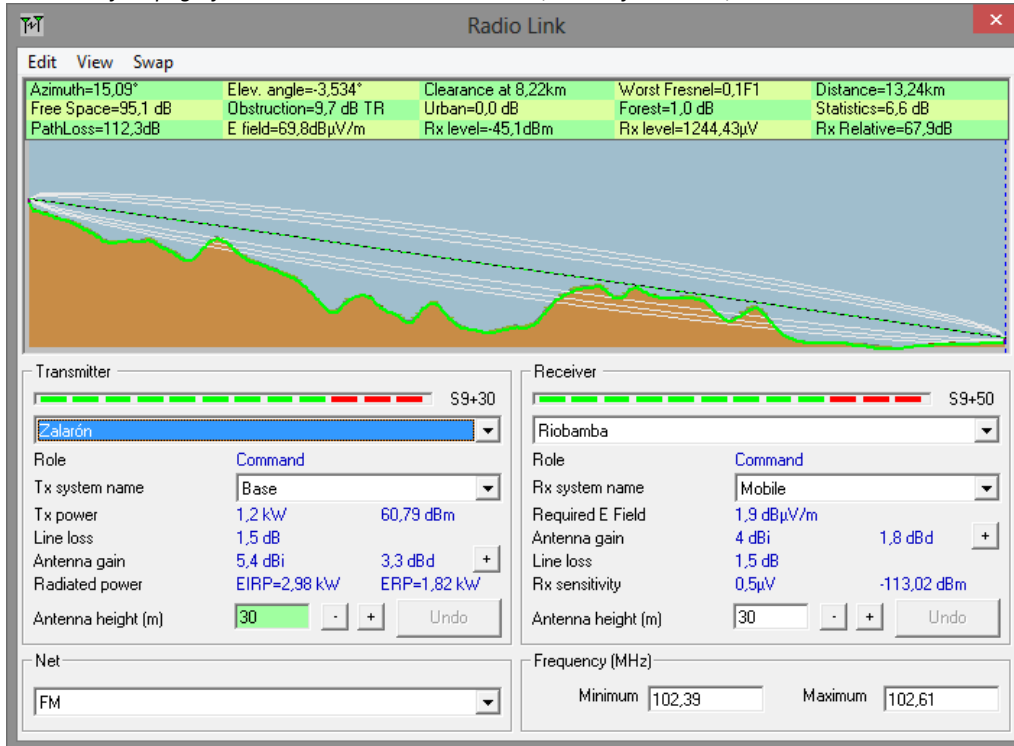 Radio Link
Edit View Swap
Azimuth=15,09° Elev. angle=-3,534° Clearance at 8,22km Worst Fresnel=0,1F1 Distance=13,24km
Free Space=95,1 dB Obstruction=9,7 dB TR Urban=0,0 dB Forest=1,0 dB Statistics=6,6 dB
PathLoss=112,3dB E field=69,8dBµV/m Rx level=-45,1dBm Rx level=1244,43µV Rx Relative=67,9dB
Transmitter
S9+30
Zalarón
Role Command
Tx system name Base
Tx power 1,2 kW 60,79 dBm
Line loss 1,5 dB
Antenna gain 5,4 dBi 3,3 dBd +
Radiated power EIRP=2,98 kW ERP=1,82 kW
Antenna height (m) 30 - + Undo
Net
FM
Receiver
S9+50
Riobamba
Role Command
Rx system name Mobile
Required E Field 1,9 dBµV/m
Antenna gain 4 dBi 1,8 dBd +
Line loss 1,5 dB
Rx sensitivity 0,5µV -113,02 dBm
Antenna height (m) 30 - + Undo
Frequency (MHz)
Minimum 102,39 Maximum 102,61